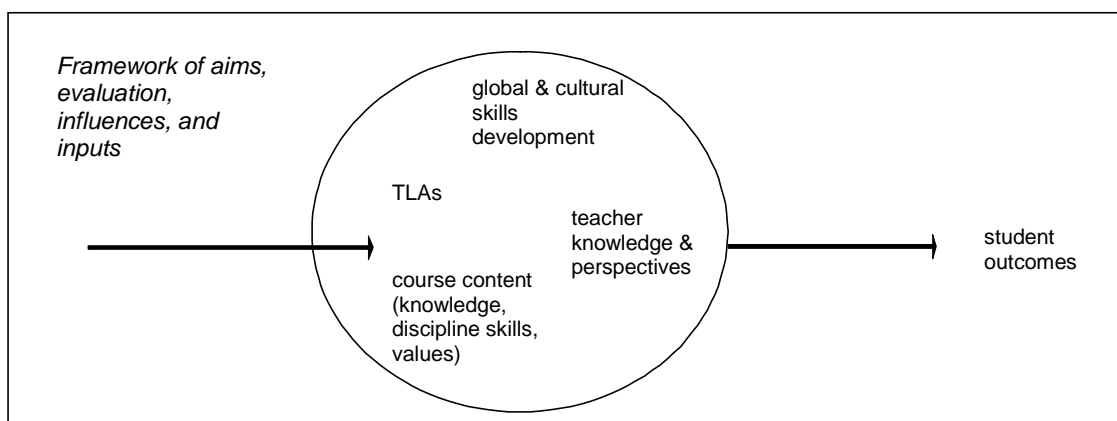 Framework of aims,
evaluation,
influences, and
inputs
global & cultural
skills
development
TLAs
teacher
knowledge &
perspectives
course content
(knowledge,
discipline skills,
values)
student
outcomes